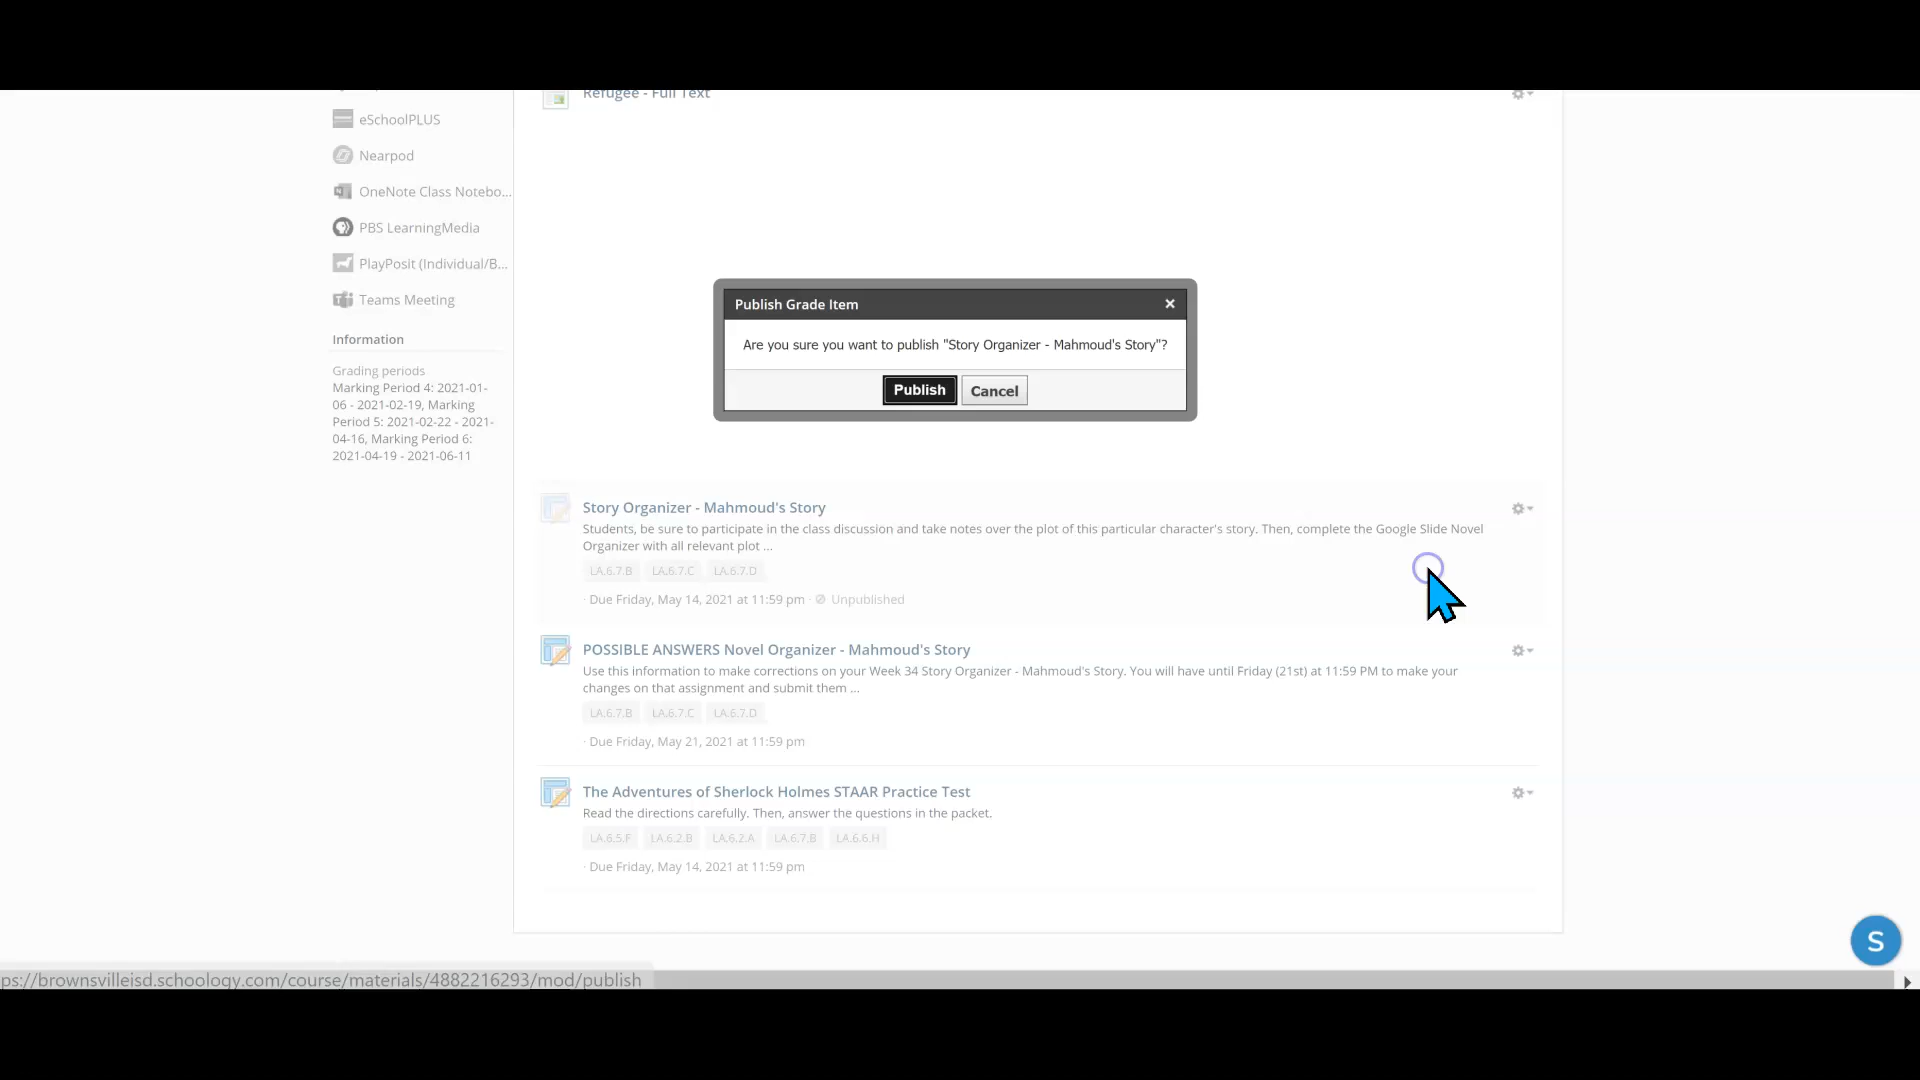 Refugee - Full Text
eSchoolPLUS
Nearpod
OneNote Class Notebo...
PBS LearningMedia
PlayPosit (Individual/B...
Teams Meeting
Information
Grading periods
Marking Period 4: 2021-01-
06 - 2021-02-19, Marking
Period 5: 2021-02-22 - 2021-
04-16, Marking Period 6:
2021-04-19 - 2021-06-11
Publish Grade Item
Are you sure you want to publish "Story Organizer - Mahmoud's Story"?
Publish Cancel
Story Organizer - Mahmoud's Story
Students, be sure to participate in the class discussion and take notes over the plot of this particular character's story. Then, complete the Google Slide Novel
Organizer with all relevant plot ...
LA.6.7.B LA.6.7.C LA.6.7.D
· Due Friday, May 14, 2021 at 11:59 pm · Unpublished
POSSIBLE ANSWERS Novel Organizer - Mahmoud's Story
Use this information to make corrections on your Week 34 Story Organizer - Mahmoud's Story. You will have until Friday (21st) at 11:59 PM to make your
changes on that assignment and submit them ...
LA.6.7.B LA.6.7.C LA.6.7.D
· Due Friday, May 21, 2021 at 11:59 pm
The Adventures of Sherlock Holmes STAAR Practice Test
Read the directions carefully. Then, answer the questions in the packet.
LA.6.5.F LA.6.2.B LA.6.2.A LA.6.7.B LA.6.6.H
· Due Friday, May 14, 2021 at 11:59 pm
S
ps://brownsvilleisd.schoology.com/course/materials/4882216293/mod/publish